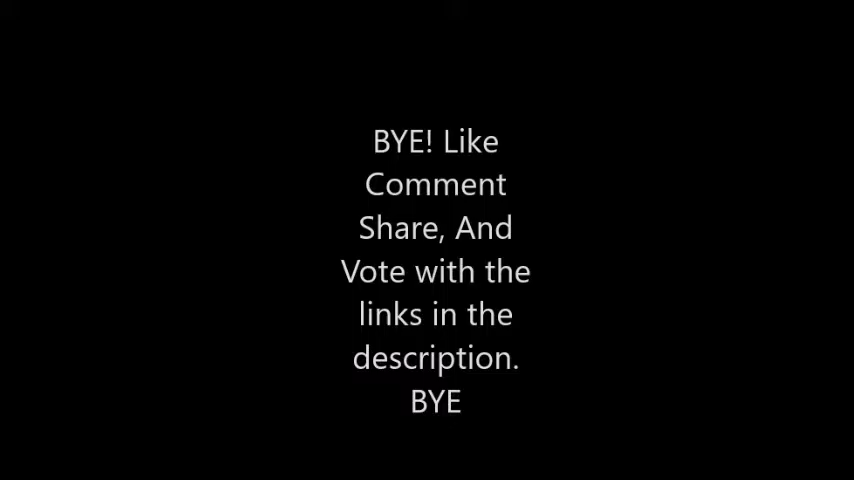 BYE! Like
Comment
Share, And
Vote with the
links in the
description.
BYE